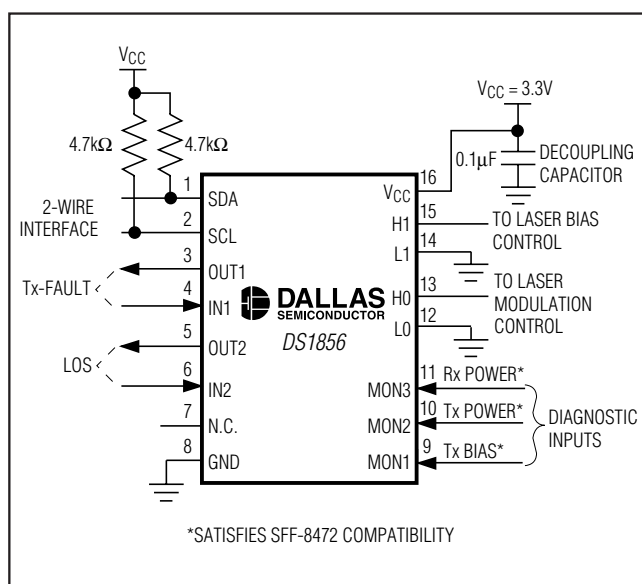 VCC
4.7kΩ
4.7kΩ
2-WIRE
INTERFACE
Tx-FAULT
LOS
1
2
3
4
5
6
7
8
SDA
SCL
OUT1
IN1
OUT2
IN2
N.C.
GND
DALLAS
SEMICONDUCTOR
DS1856
VCC
H1
L1
H0
L0
MON3
MON2
MON1
16
15
14
13
12
11
10
9
VCC = 3.3V
0.1µF
DECOUPLING
CAPACITOR
TO LASER BIAS
CONTROL
TO LASER
MODULATION
CONTROL
Rx POWER*
Tx POWER*
Tx BIAS*
DIAGNOSTIC
INPUTS
*SATISFIES SFF-8472 COMPATIBILITY